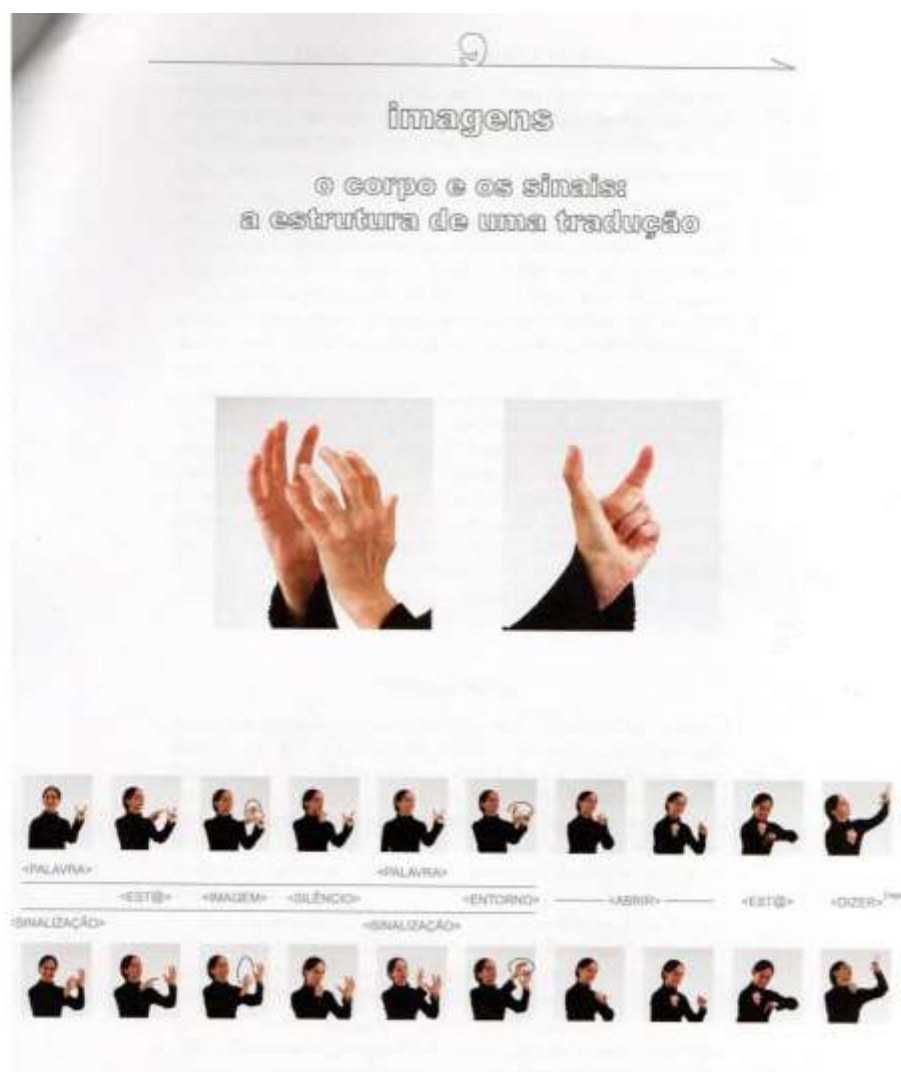 9
imagens
o corpo e os sinais:
a estrutura de uma tradução
<PALAVRA> <PALAVRA>
<EST@> <IMAGEM> <SILÊNCIO> <ENTORNO> <ABRIR> <EST@> <DIZER>
<SINALIZAÇÃO> <SINALIZAÇÃO>